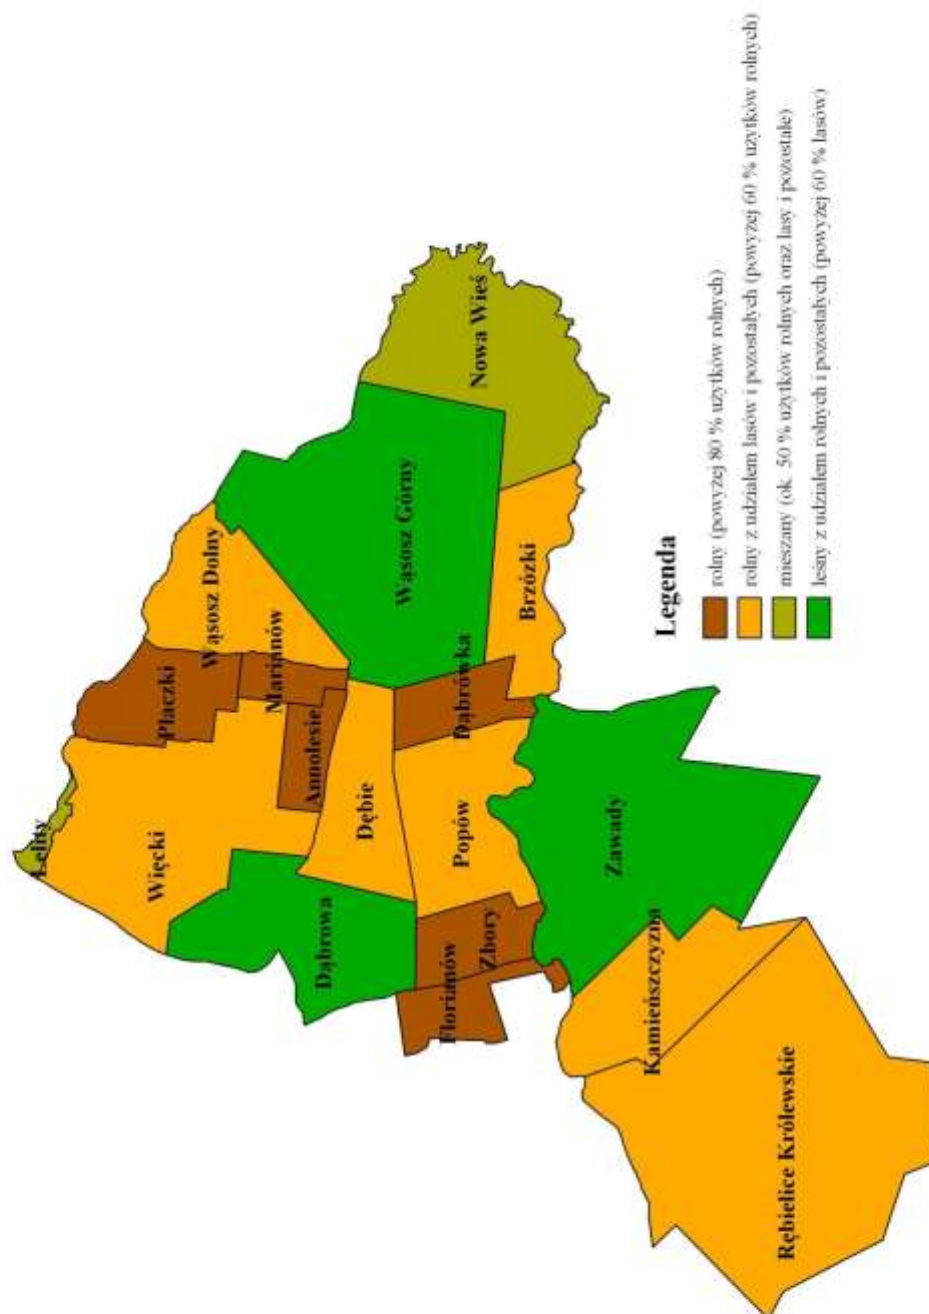 Leliny
Więcki
Płaczki
Wąsosz Dolny
Marianów
Annolesie
Dąbrowa
Dębie
Wąsosz Górny
Florianów
Popów
Dąbrówka
Nowa Wieś
Zbory
Brzózki
Zawady
Kamieńszczyzna
Rębielice Królewskie
Legenda
rolny (powyżej 80 % użytków rolnych)
rolny z udziałem lasów i pozostałych (powyżej 60 % użytków rolnych)
mieszany (ok. 50 % użytków rolnych oraz lasy i pozostałe)
leśny z udziałem rolnych i pozostałych (powyżej 60 % lasów)